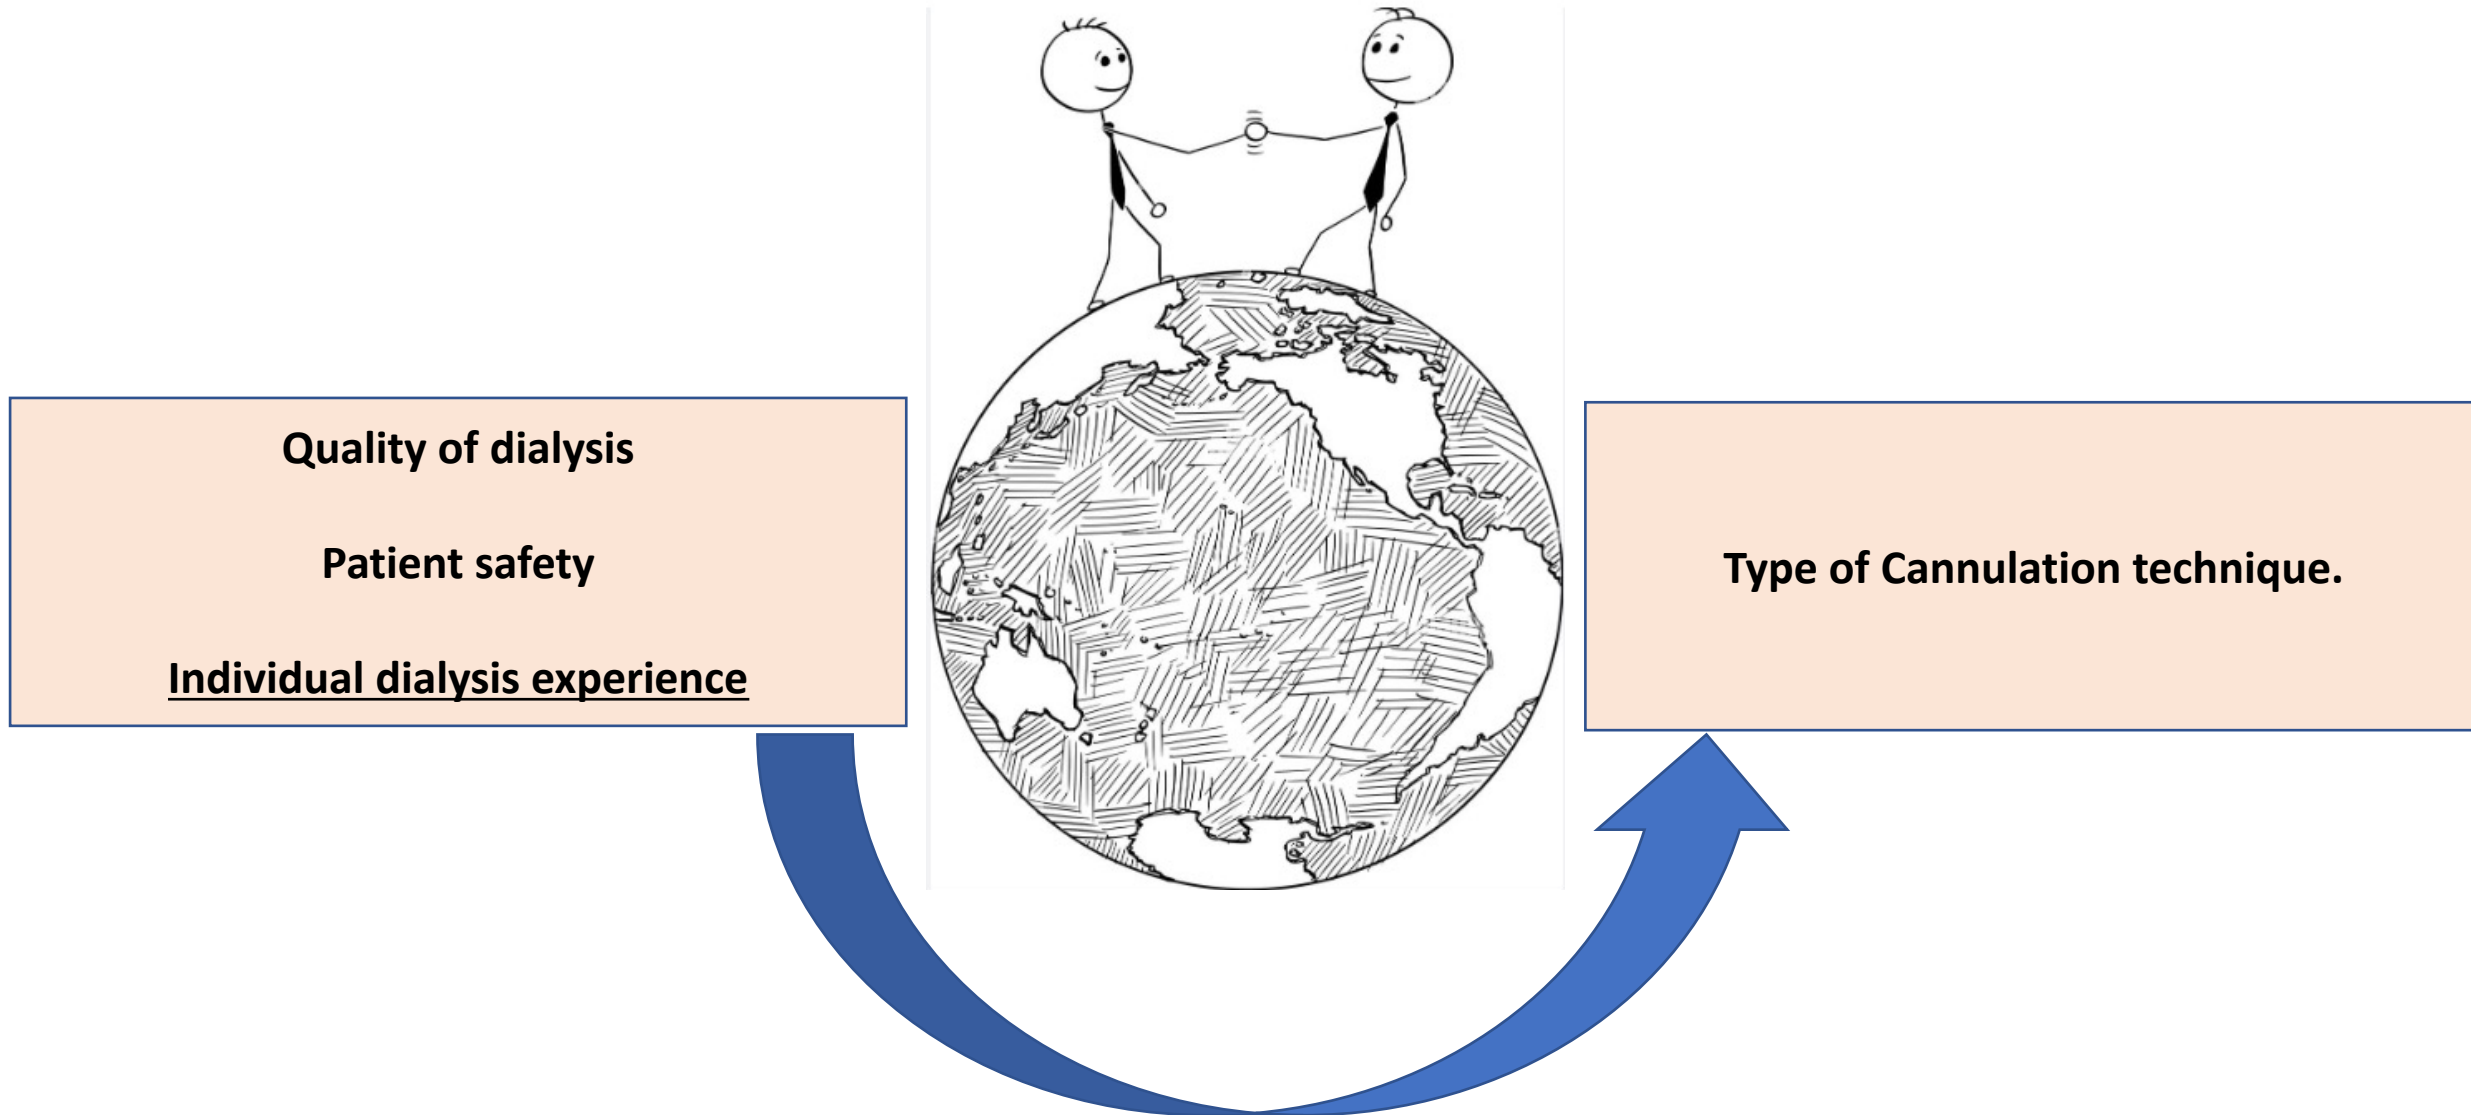 Quality of dialysis
Patient safety
Individual dialysis experience
Type of Cannulation technique.